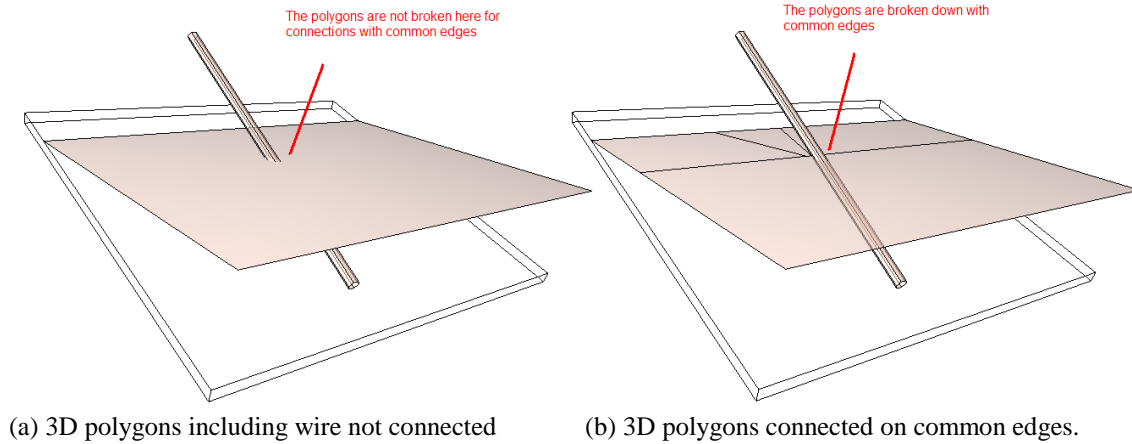 The polygons are not broken here for
connections with common edges
The polygons are broken down with
common edges
(a) 3D polygons including wire not connected
(b) 3D polygons connected on common edges.